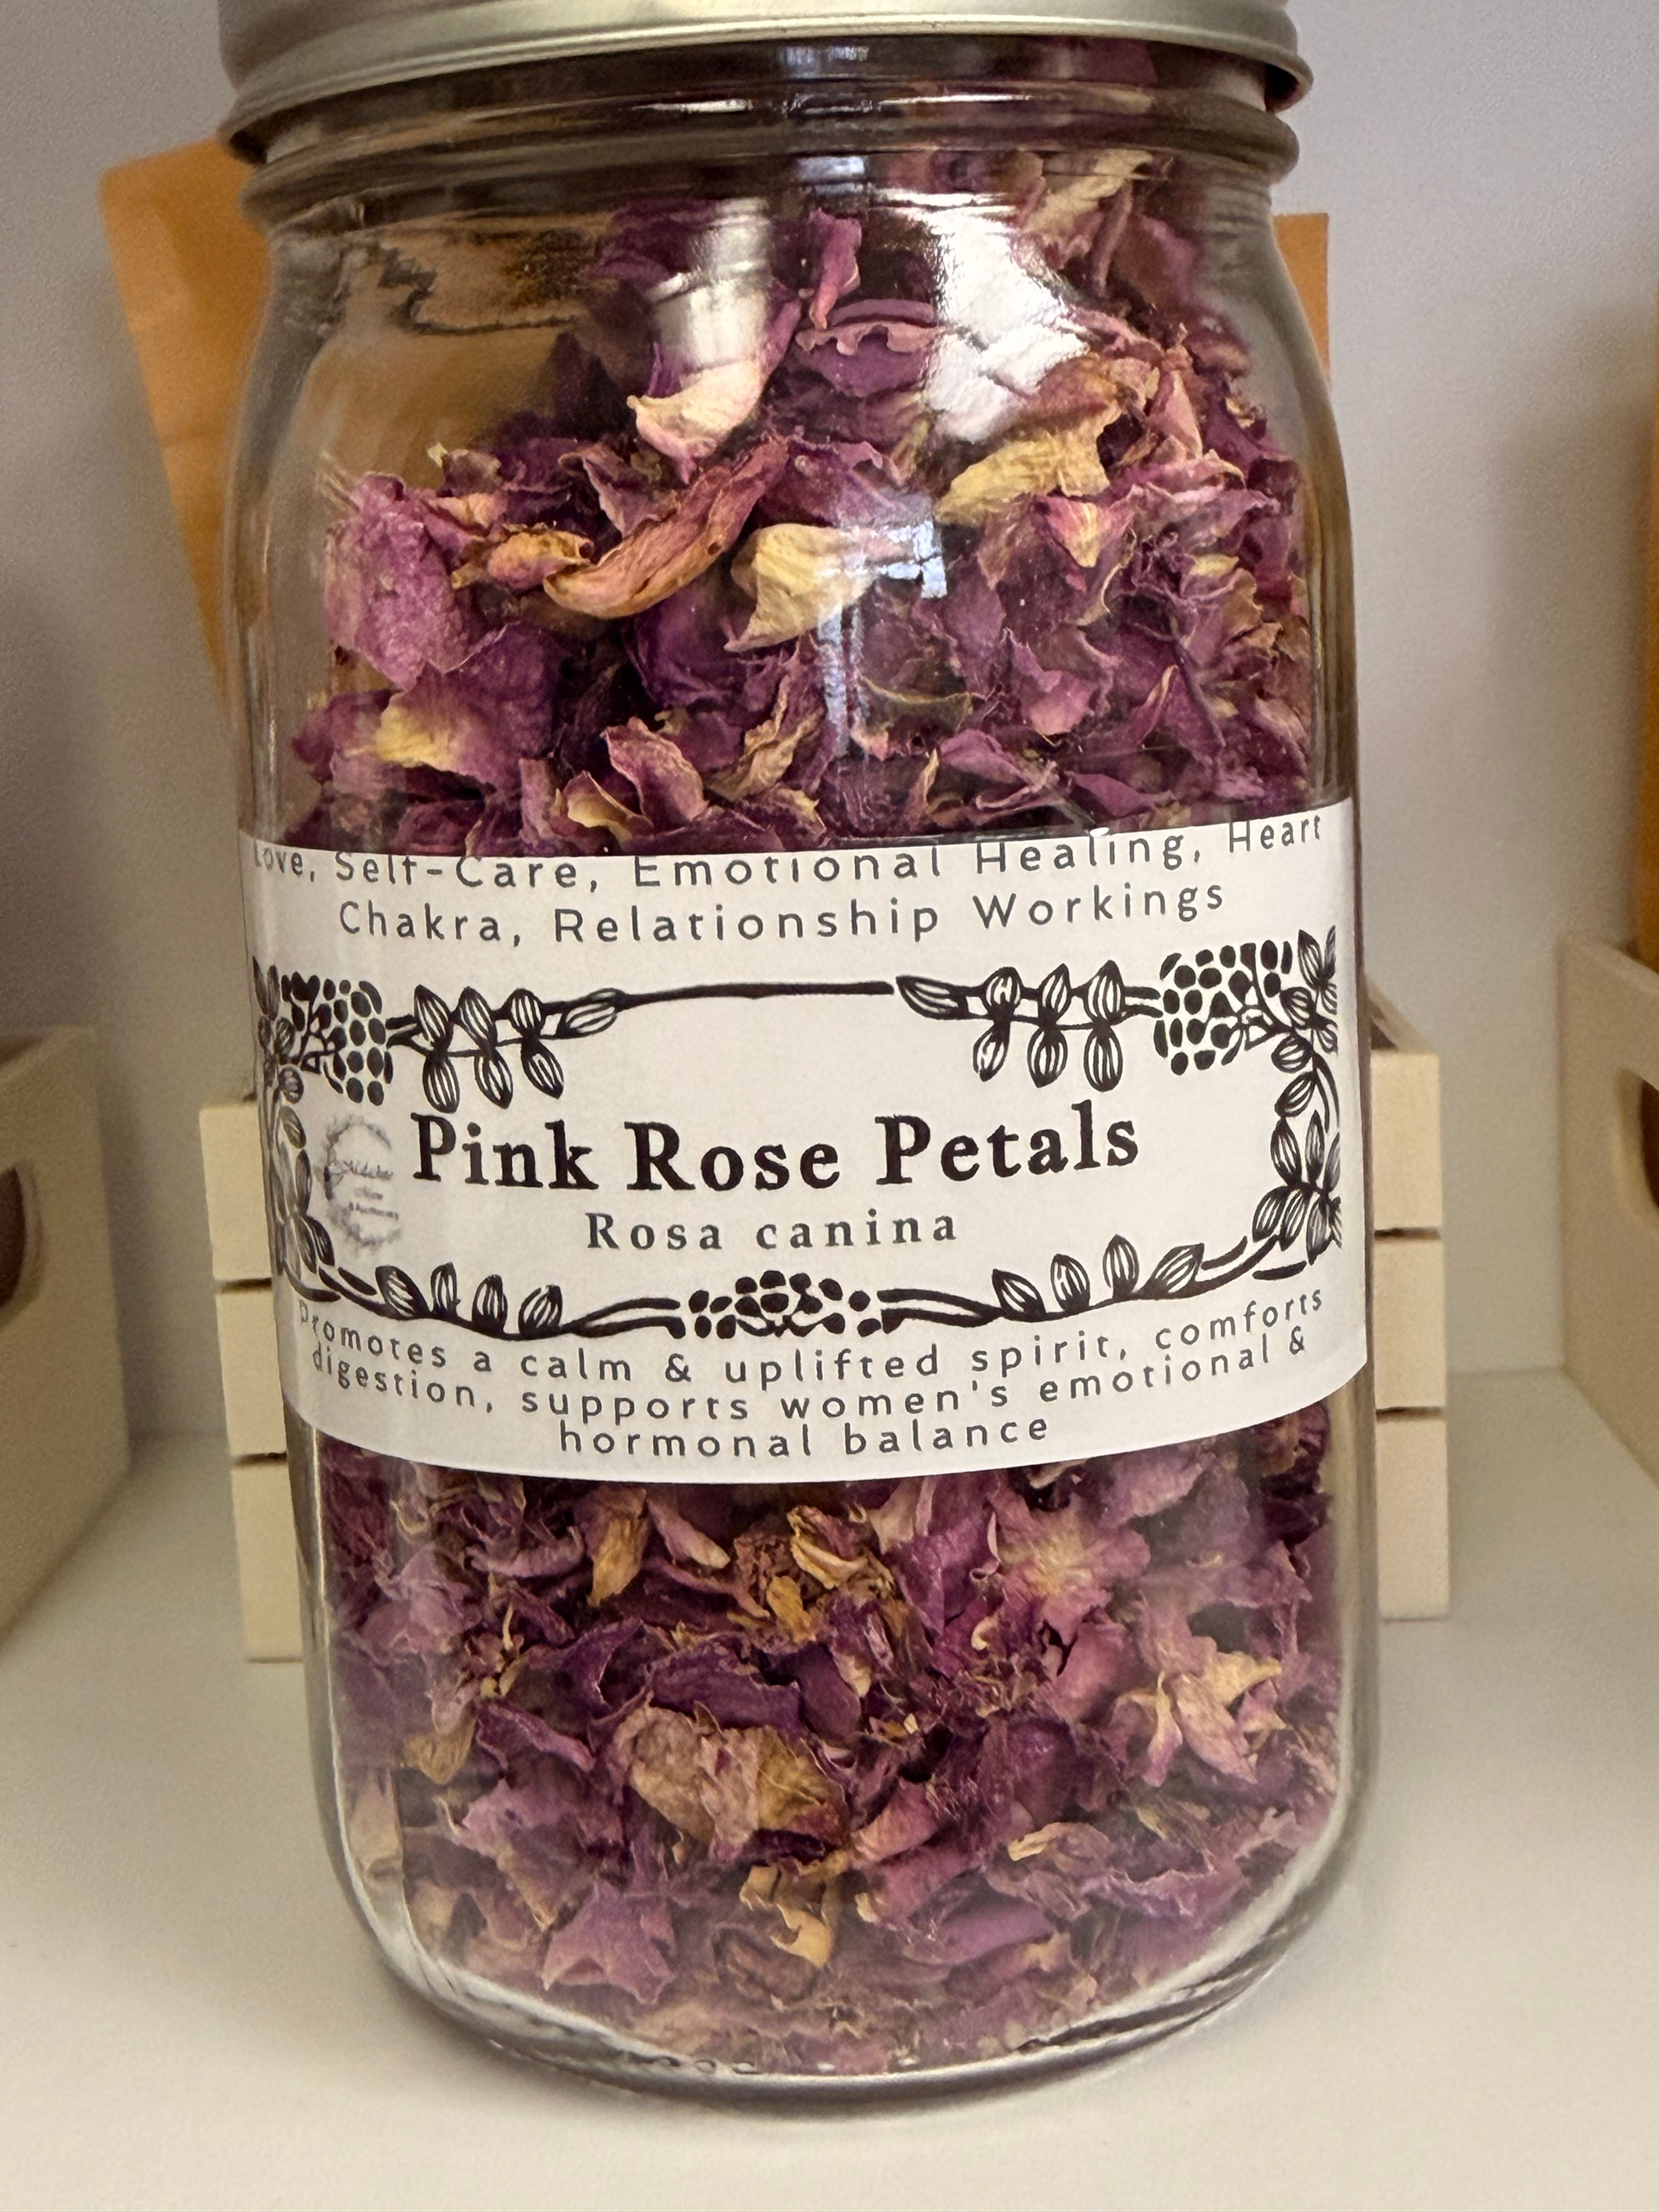 Love, Self-Care, Emotional Healing, Heart
Chakra, Relationship Workings
Pink Rose Petals
Rosa canina
Promotes a calm & uplifted spirit, comforts
digestion, supports women's emotional &
hormonal balance